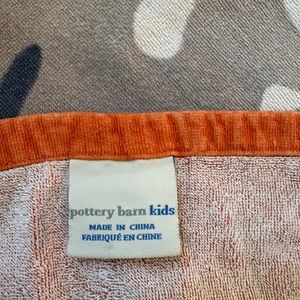 pottery barn kids
MADE IN CHINA
FABRIQUÉ EN CHINE